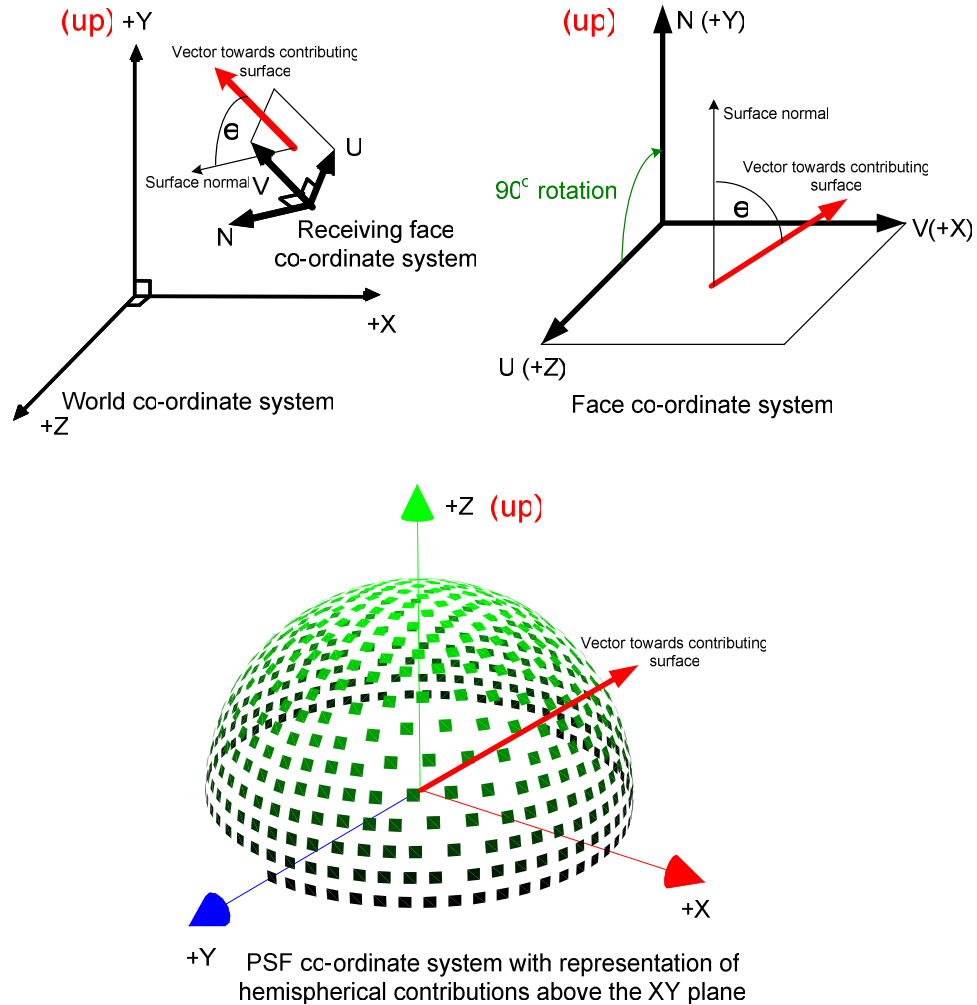 (up) +Y
Vector towards contributing
surface
ө
U
Surface normal
V
N
Receiving face
co-ordinate system
+X
+Z
World co-ordinate system
(up)
N (+Y)
Surface normal
Vector towards contributing
surface
90° rotation
ө
V(+X)
U (+Z)
Face co-ordinate system
+Z (up)
Vector towards contributing
surface
+X
+Y
PSF co-ordinate system with representation of
hemispherical contributions above the XY plane